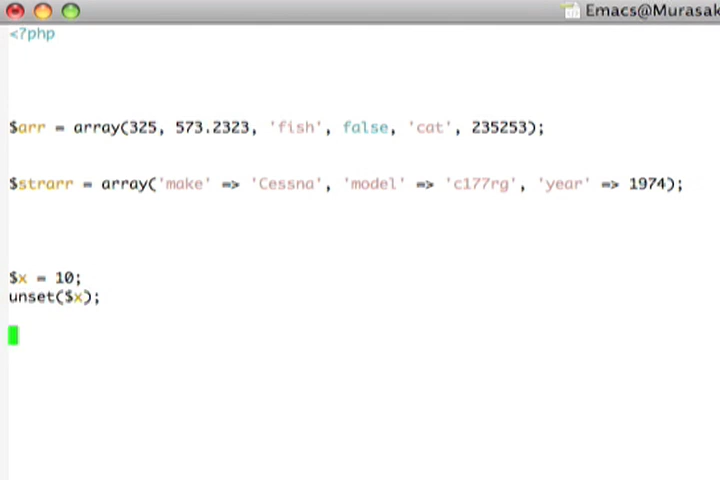 Emacs@Murasak
<?php
$arr = array(325, 573.2323, 'fish', false, 'cat', 235253);
$strarr = array('make' => 'Cessna', 'model' => 'c177rg', 'year' => 1974);
$x = 10;
unset($x);